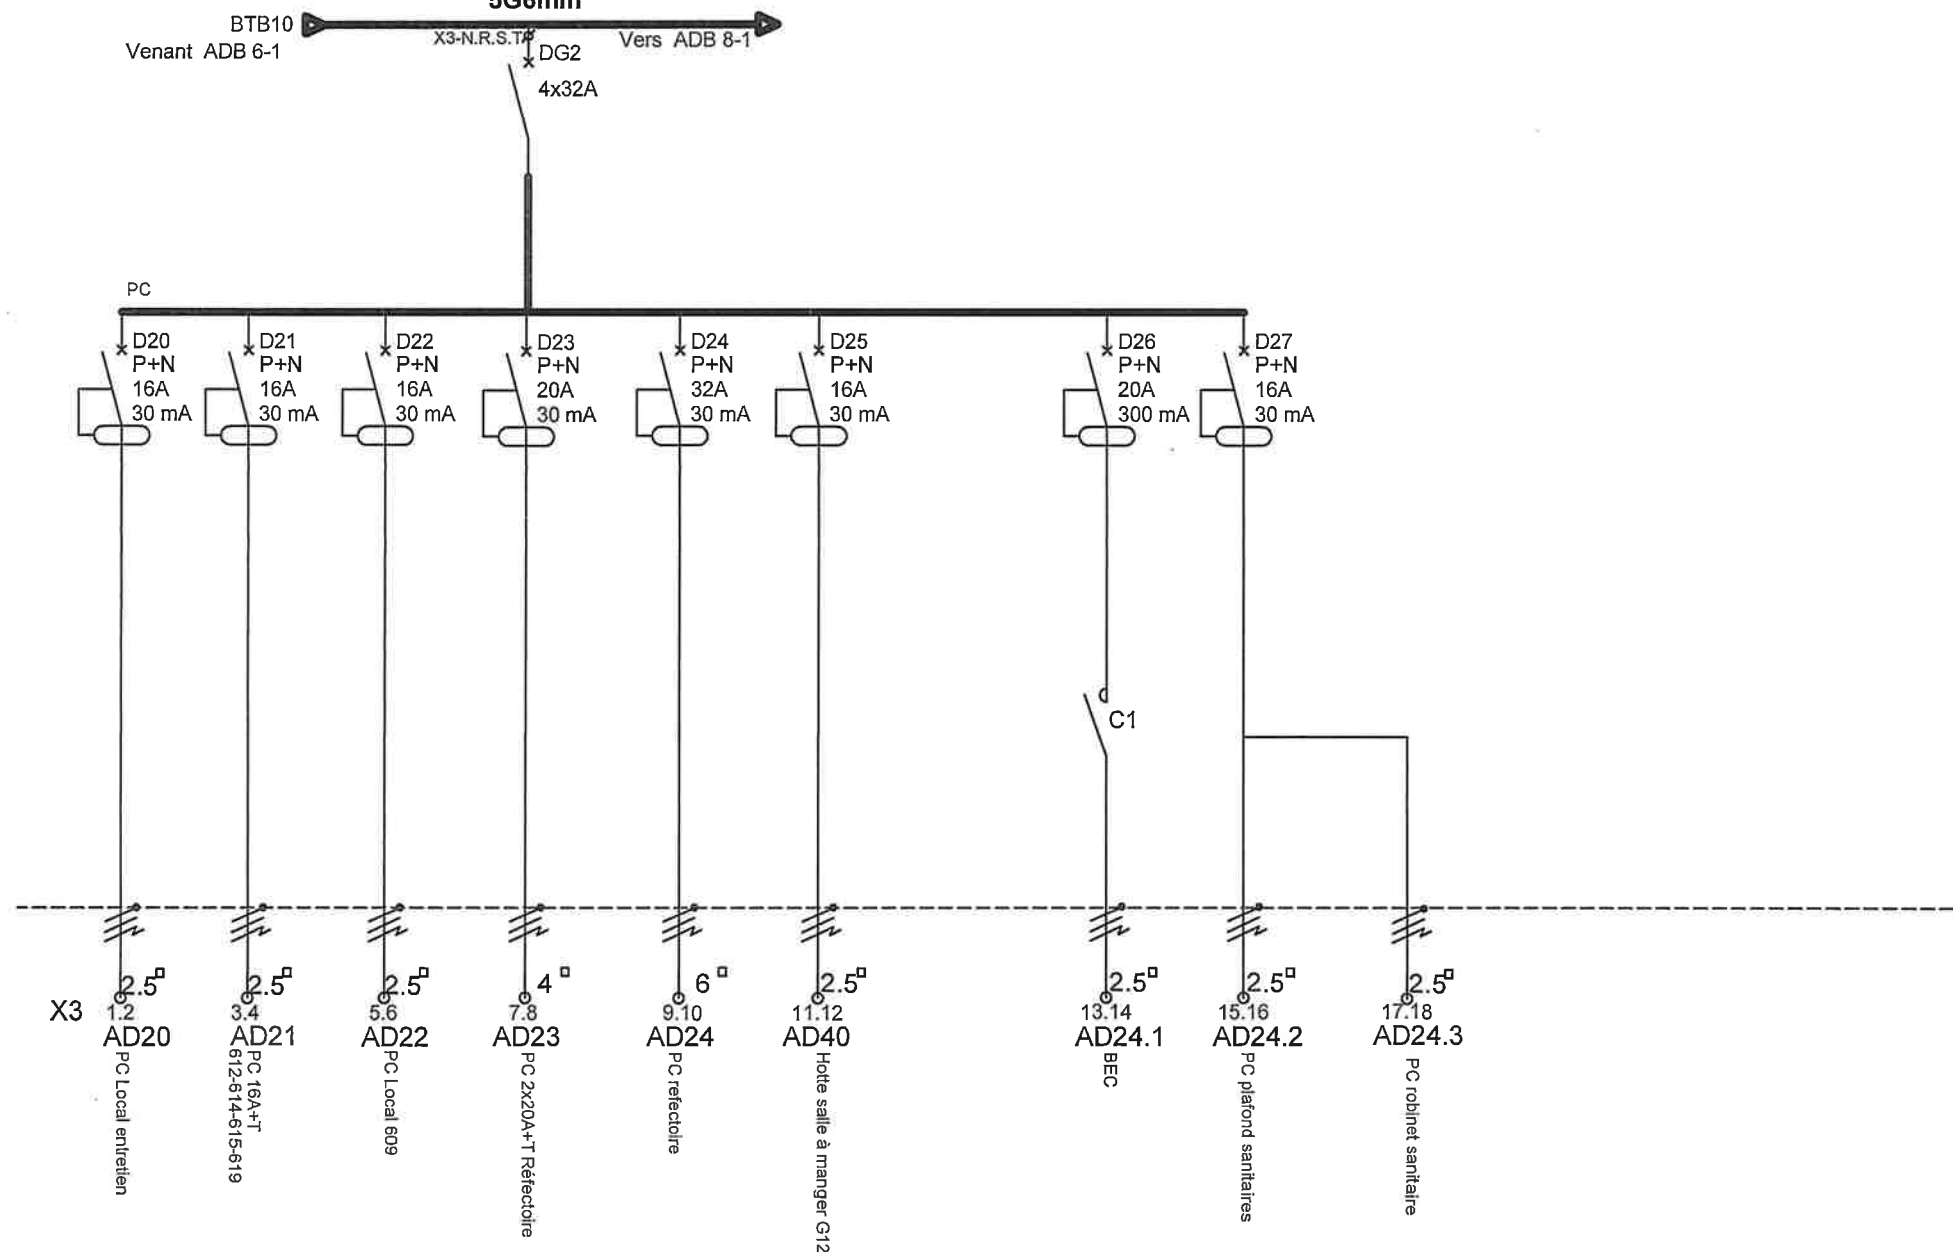 5G6mm
BTB10
Venant ADB 6-1
X3-N.R.S.T
Vers ADB 8-1
DG2
4x32A
PC
D20
P+N
16A
30 mA
D21
P+N
16A
30 mA
D22
P+N
16A
30 mA
D23
P+N
20A
30 mA
D24
P+N
32A
30 mA
D25
P+N
16A
30 mA
D26
P+N
20A
300 mA
D27
P+N
16A
30 mA
C1
2.5 2.5 2.5 4 6 2.5 2.5 2.5 2.5
X3 1.2 3.4 5.6 7.8 9.10 11.12 13.14 15.16 17.18
AD20 AD21 AD22 AD23 AD24 AD40 AD24.1 AD24.2 AD24.3
PC Local entretien
PC 16A+T
612-614-615-619
PC Local 609
PC 2x20A+T Réfectoire
PC refectoire
Hotte salle à manger G12
BEC
PC plafond sanitaires
PC robinet sanitaire